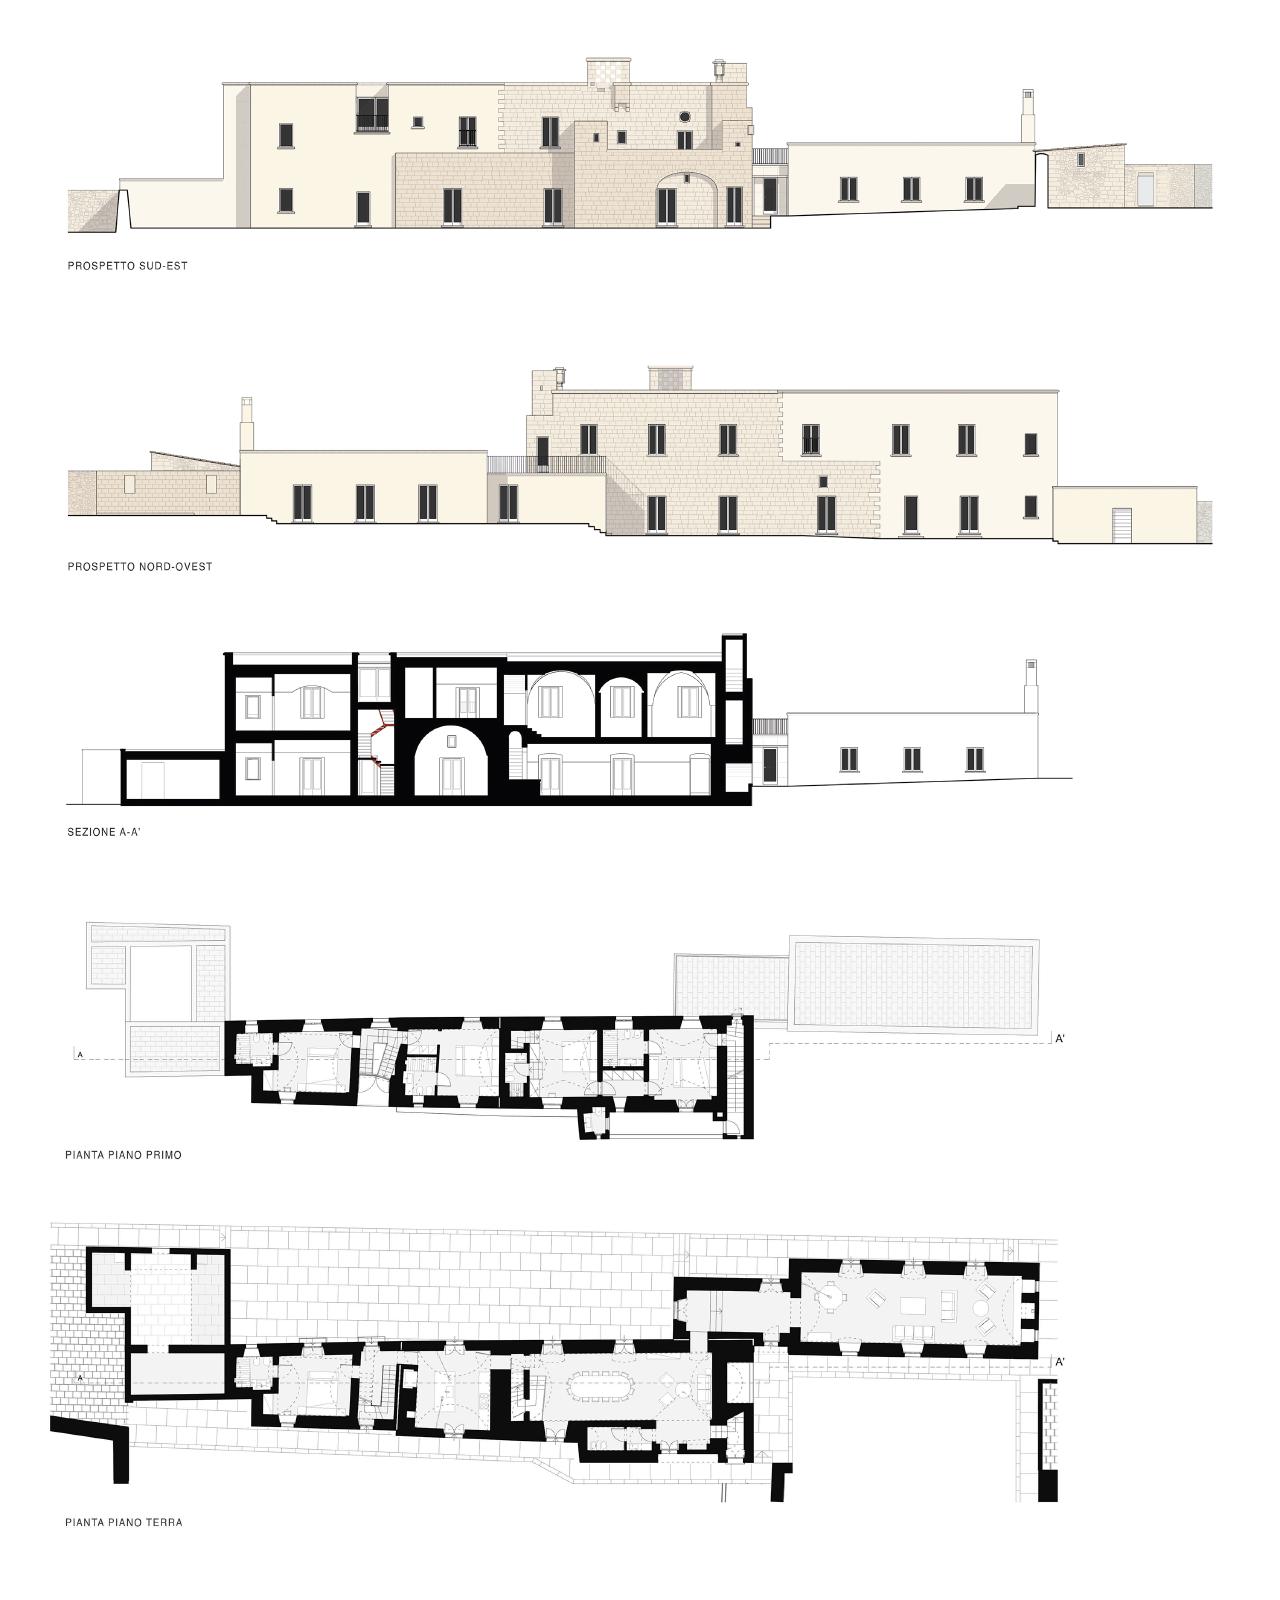 PROSPETTO SUD-EST
PROSPETTO NORD-OVEST
SEZIONE A-A'
A
A'
PIANTA PIANO PRIMO
A'
A
PIANTA PIANO TERRA